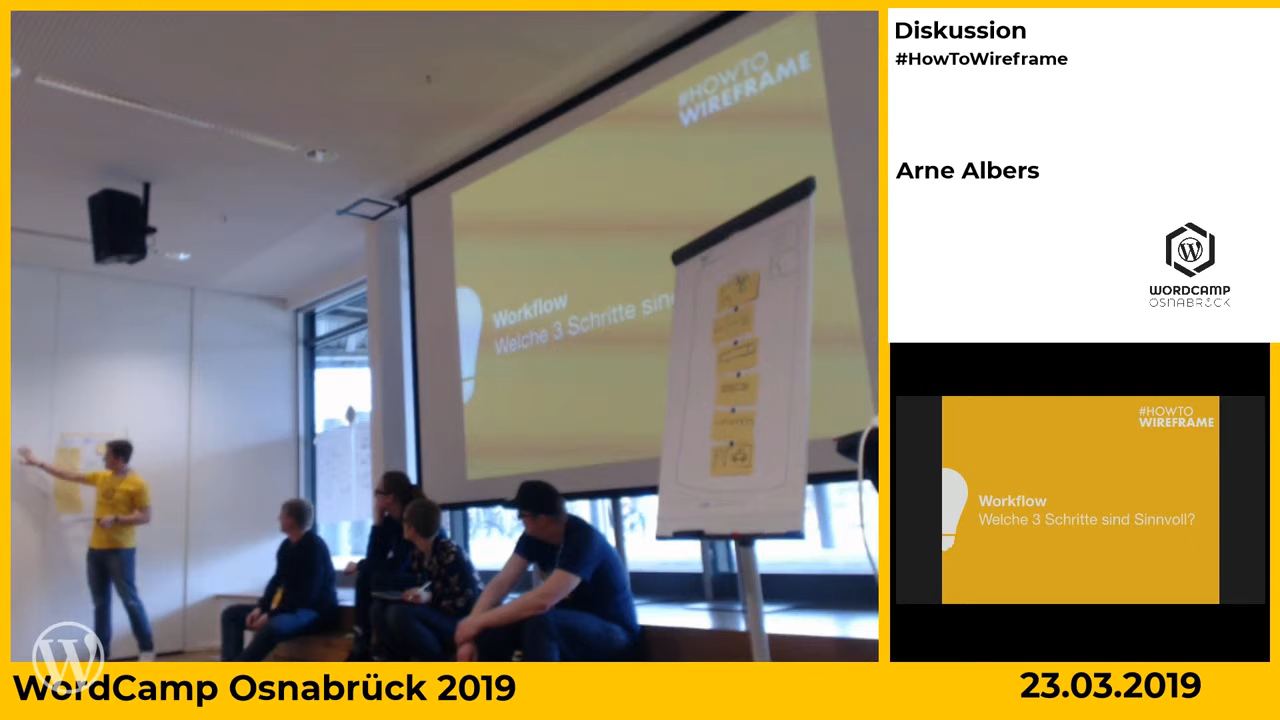 Diskussion
#HowToWireframe
Arne Albers
WORDCAMP
OSNABRÜCK
#HOWTO
WIREFRAME
Workflow
Welche 3 Schritte sind
#HOWTO
WIREFRAME
Workflow
Welche 3 Schritte sind Sinnvoll?
WordCamp Osnabrück 2019
23.03.2019